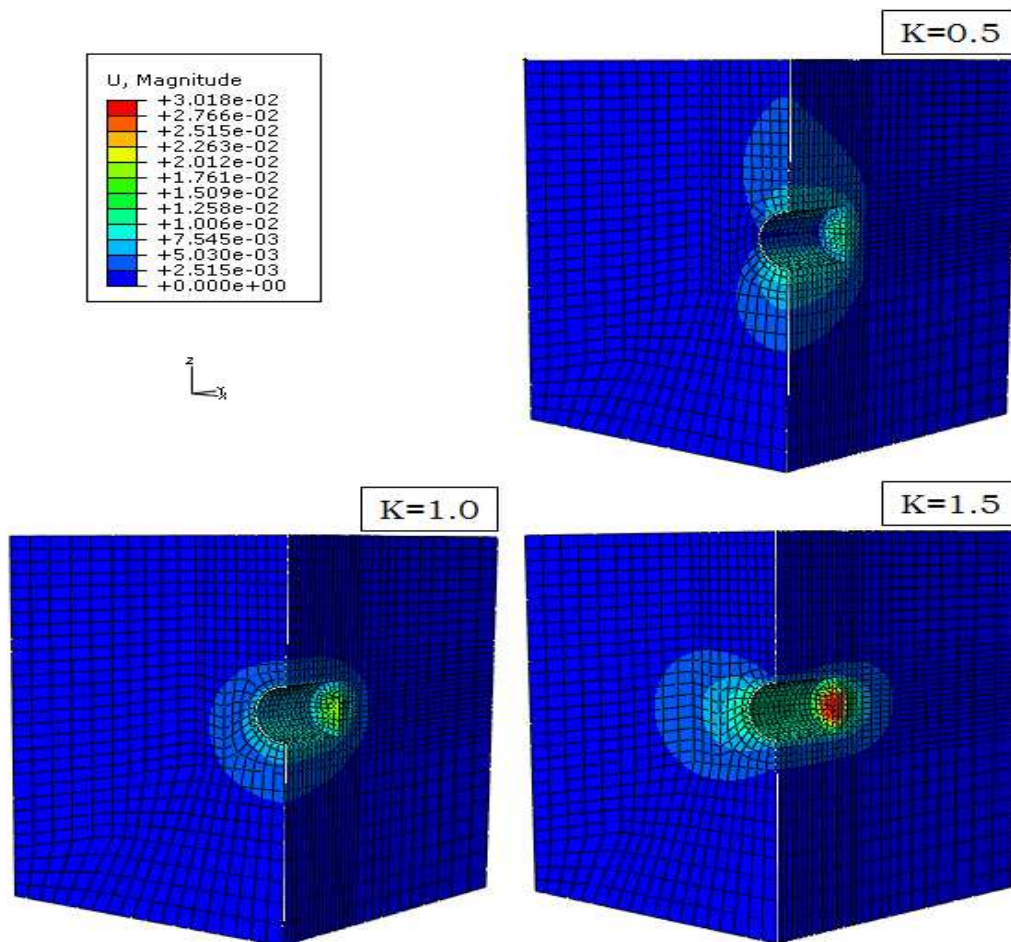 K=0.5
U, Magnitude
+3.018e-02
+2.766e-02
+2.515e-02
+2.263e-02
+2.012e-02
+1.761e-02
+1.509e-02
+1.258e-02
+1.006e-02
+7.545e-03
+5.030e-03
+2.515e-03
+0.000e+00
Z
K=1.0
K=1.5